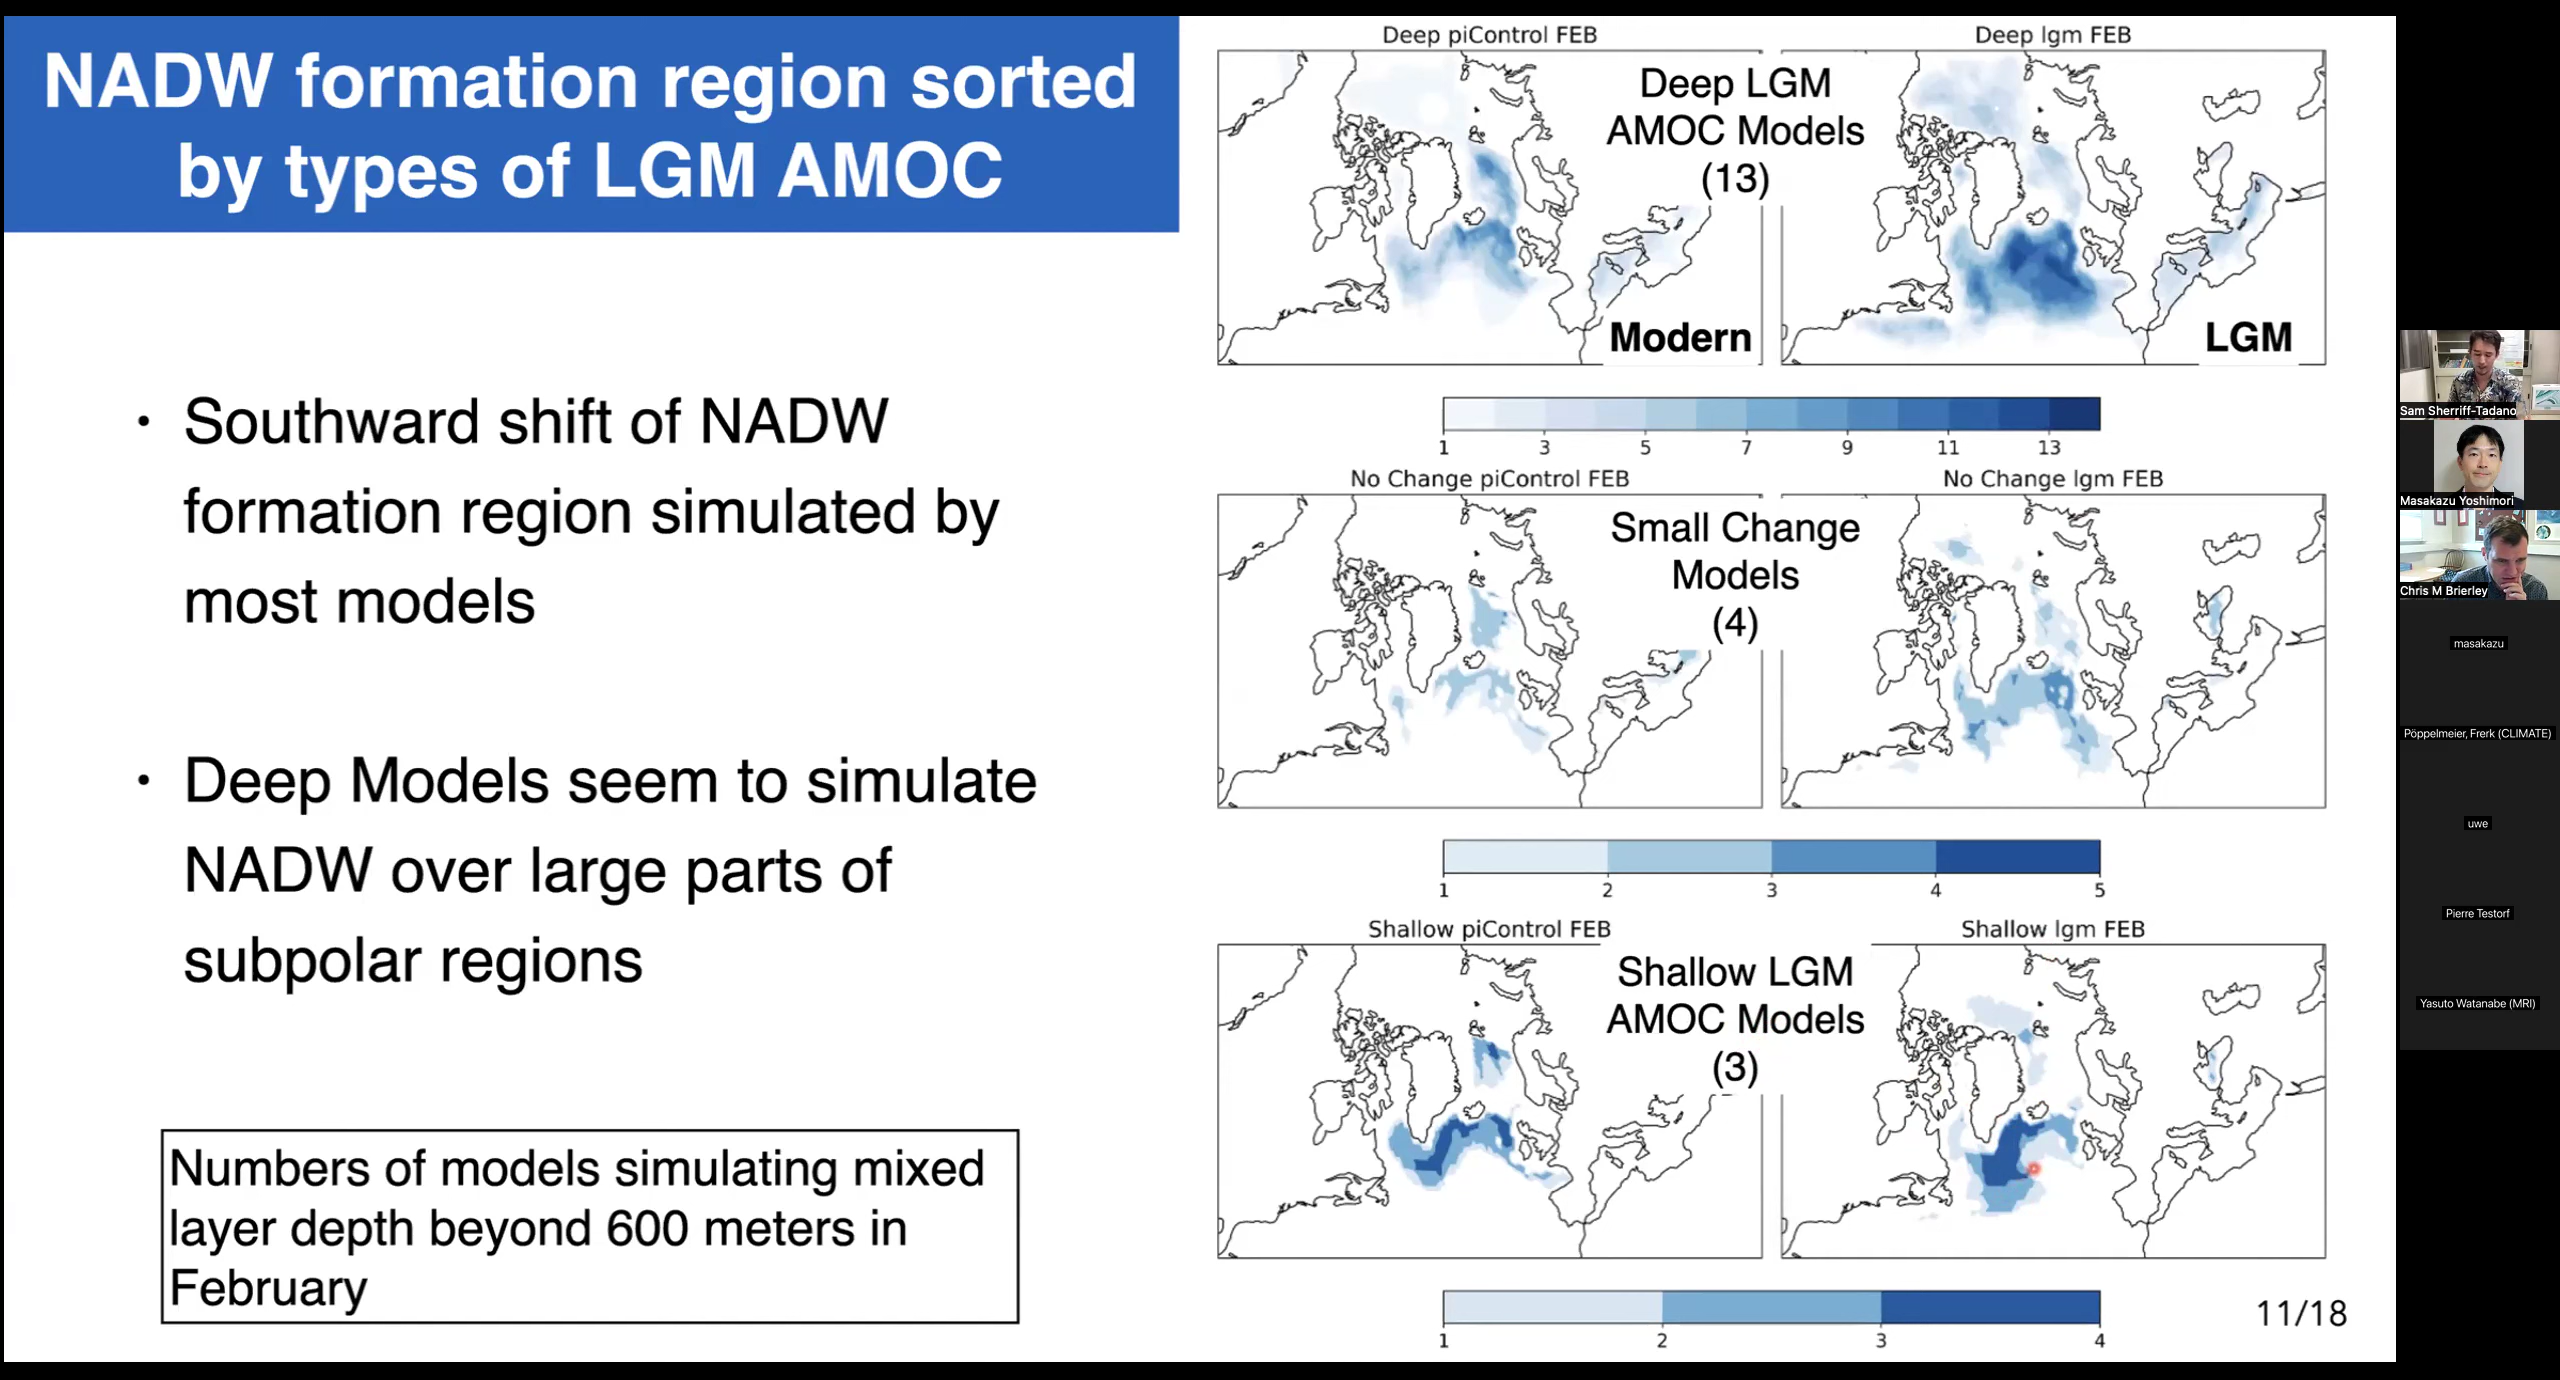 NADW formation region sorted
by types of LGM AMOC
• Southward shift of NADW
formation region simulated by
most models
• Deep Models seem to simulate
NADW over large parts of
subpolar regions
Numbers of models simulating mixed
layer depth beyond 600 meters in
February
Deep piControl FEB
Deep lgm FEB
Deep LGM
AMOC Models
(13)
Modern
LGM
1 3 5 7 9 11 13
No Change piControl FEB
No Change lgm FEB
Small Change
Models
(4)
1 2 3 4 5
Shallow piControl FEB
Shallow lgm FEB
Shallow LGM
AMOC Models
(3)
1 2 3 4
11/18
Sam Sherriff-Tadano
Masakazu Yoshimori
Chris M Brierley
masakazu
Pöppelmeier, Frerk (CLIMATE)
uwe
Pierre Testorf
Yasuto Watanabe (MRI)